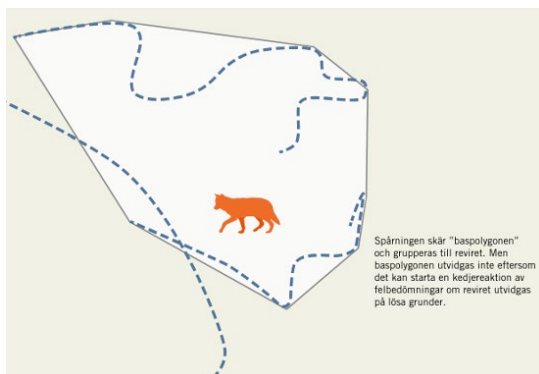 Spårningen skär "baspolygonen"
och grupperas till reviret. Men
baspolygonen utvidgas inte eftersom
det kan starta en kedjereaktion av
felbedömningar om reviret utvidgas
på lösa grunder.